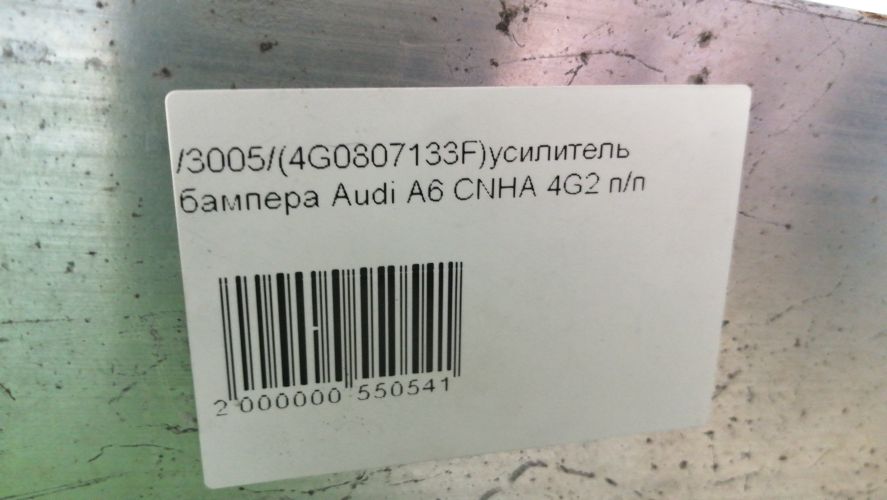 /3005/(4G0807133F)усилитель
бампера Audi A6 CNHA 4G2 п/п
2 000000 550541